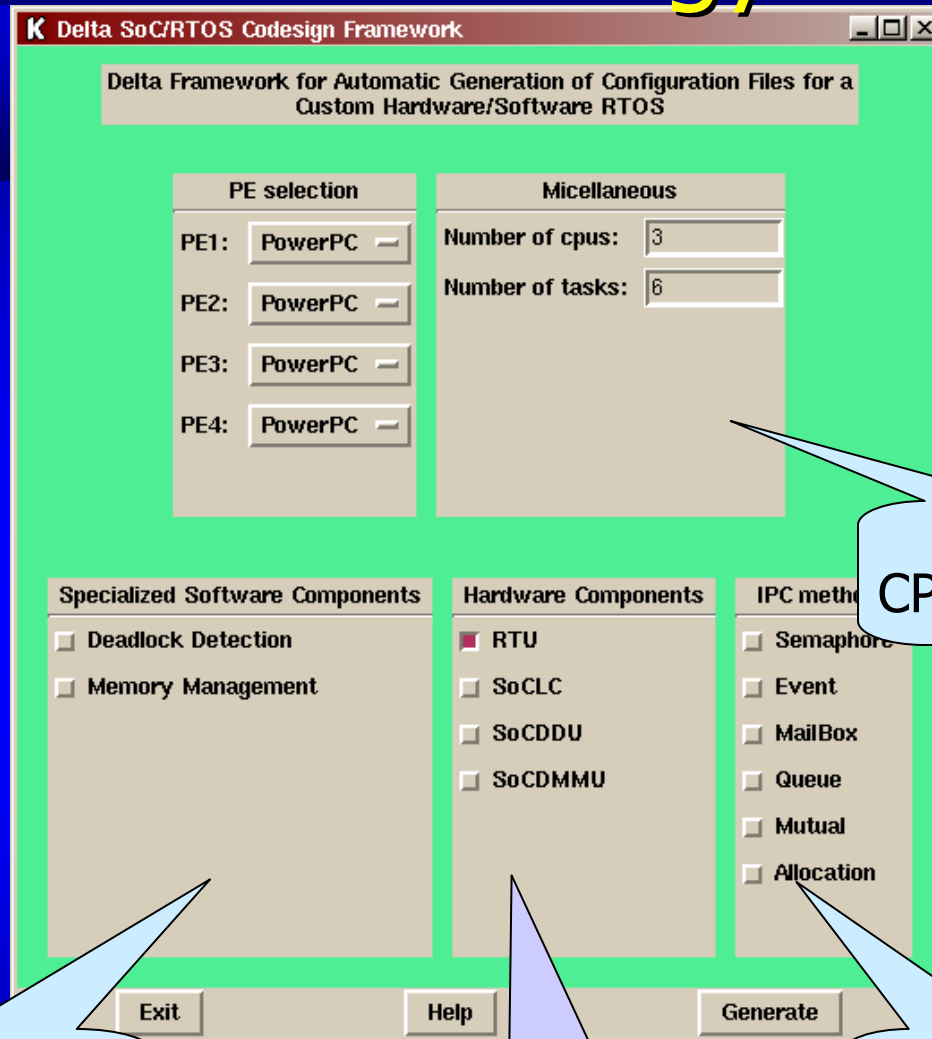 Delta SoC/RTOS Codesign Framework
Delta Framework for Automatic Generation of Configuration Files for a
Custom Hardware/Software RTOS
PE selection
PE1: PowerPC
PE2: PowerPC
PE3: PowerPC
PE4: PowerPC
Micellaneous
Number of cpus: 3
Number of tasks: 6
CP
Specialized Software Components
Deadlock Detection
Memory Management
Hardware Components
RTU
SoCLC
SoCDDU
SoCDMMU
IPC metho
Semaphore
Event
MailBox
Queue
Mutual
Allocation
Exit
Help
Generate